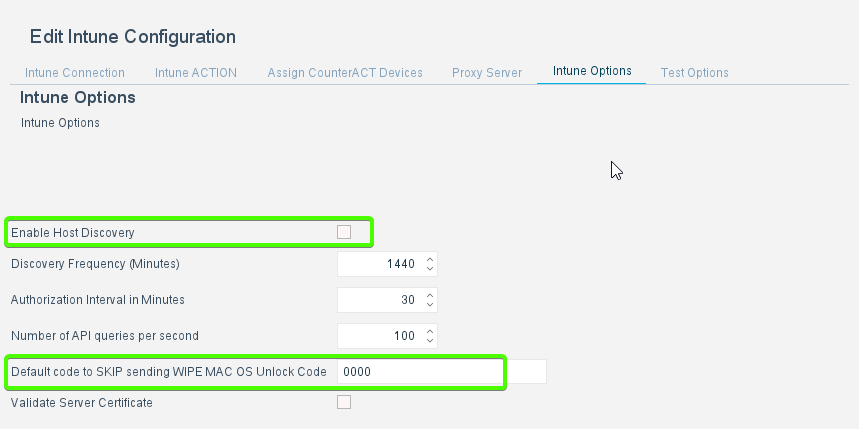 Edit Intune Configuration
Intune Connection Intune ACTION Assign CounterACT Devices Proxy Server Intune Options Test Options
Intune Options
Intune Options
Enable Host Discovery
Discovery Frequency (Minutes) 1440
Authorization Interval in Minutes 30
Number of API queries per second 100
Default code to SKIP sending WIPE MAC OS Unlock Code 0000
Validate Server Certificate